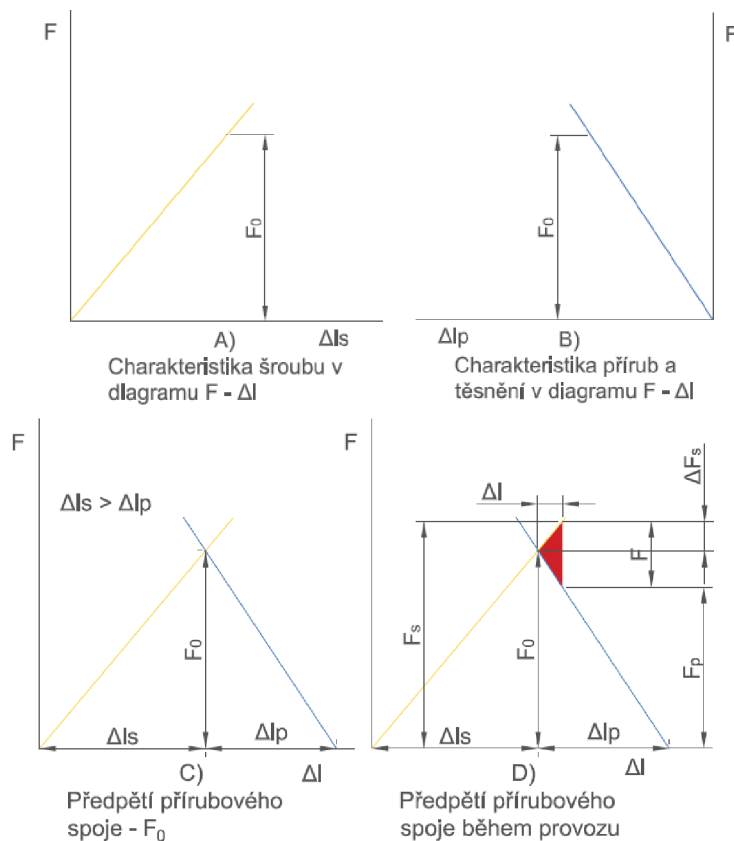 F
F₀
A)
Δls
Charakteristika šroubu v
diagramu F - Δl
F
F₀
Δlp
B)
Charakteristika přírub a
těsnění v diagramu F - Δl
F
Δls > Δlp
F₀
Δls
Δlp
C)
Δl
Předpětí přírubového
spoje - F₀
F
Δl
ΔFₛ
F
Fₛ
F₀
Fₚ
Δls
Δlp
D)
Δl
Předpětí přírubového
spoje během provozu